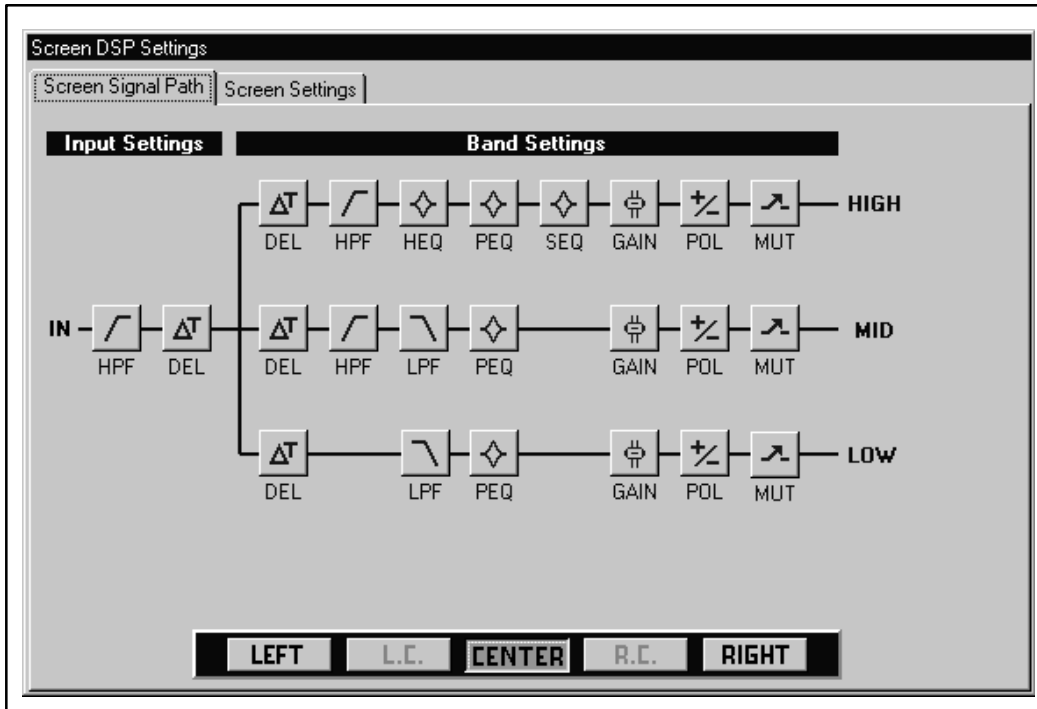 Screen DSP Settings
Screen Signal Path Screen Settings
Input Settings Band Settings
ΔT +/- HIGH
DEL HPF HEQ PEQ SEQ GAIN POL MUT
IN ΔT ΔT +/- MID
HPF DEL DEL HPF LPF PEQ GAIN POL MUT
ΔT +/- LOW
DEL LPF PEQ GAIN POL MUT
LEFT L.C. CENTER R.C. RIGHT